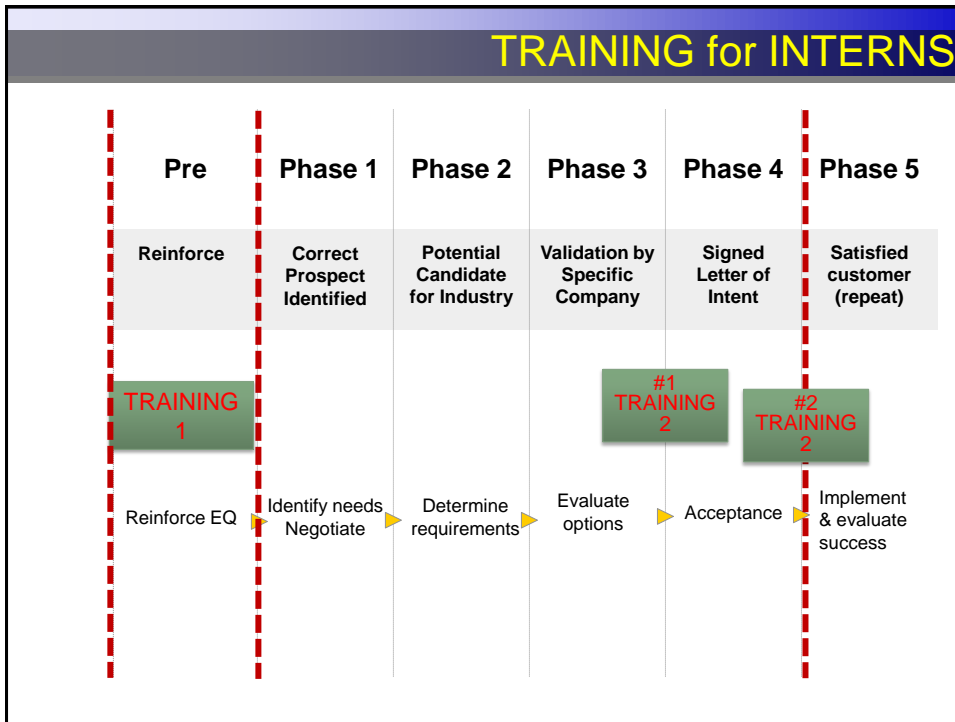 TRAINING for INTERNS
Pre
Phase 1
Phase 2
Phase 3
Phase 4
Phase 5
Reinforce
Correct
Prospect
Identified
Potential
Candidate
for Industry
Validation by
Specific
Company
Signed
Letter of
Intent
Satisfied
customer
(repeat)
TRAINING
1
#1
TRAINING
2
#2
TRAINING
2
Reinforce EQ
Identify needs
Negotiate
Determine
requirements
Evaluate
options
Acceptance
Implement
& evaluate
success